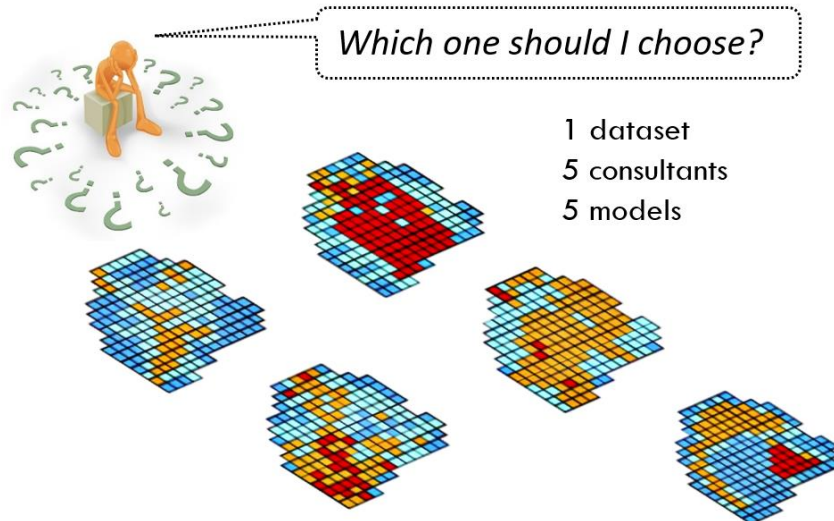 Which one should I choose?
1 dataset
5 consultants
5 models